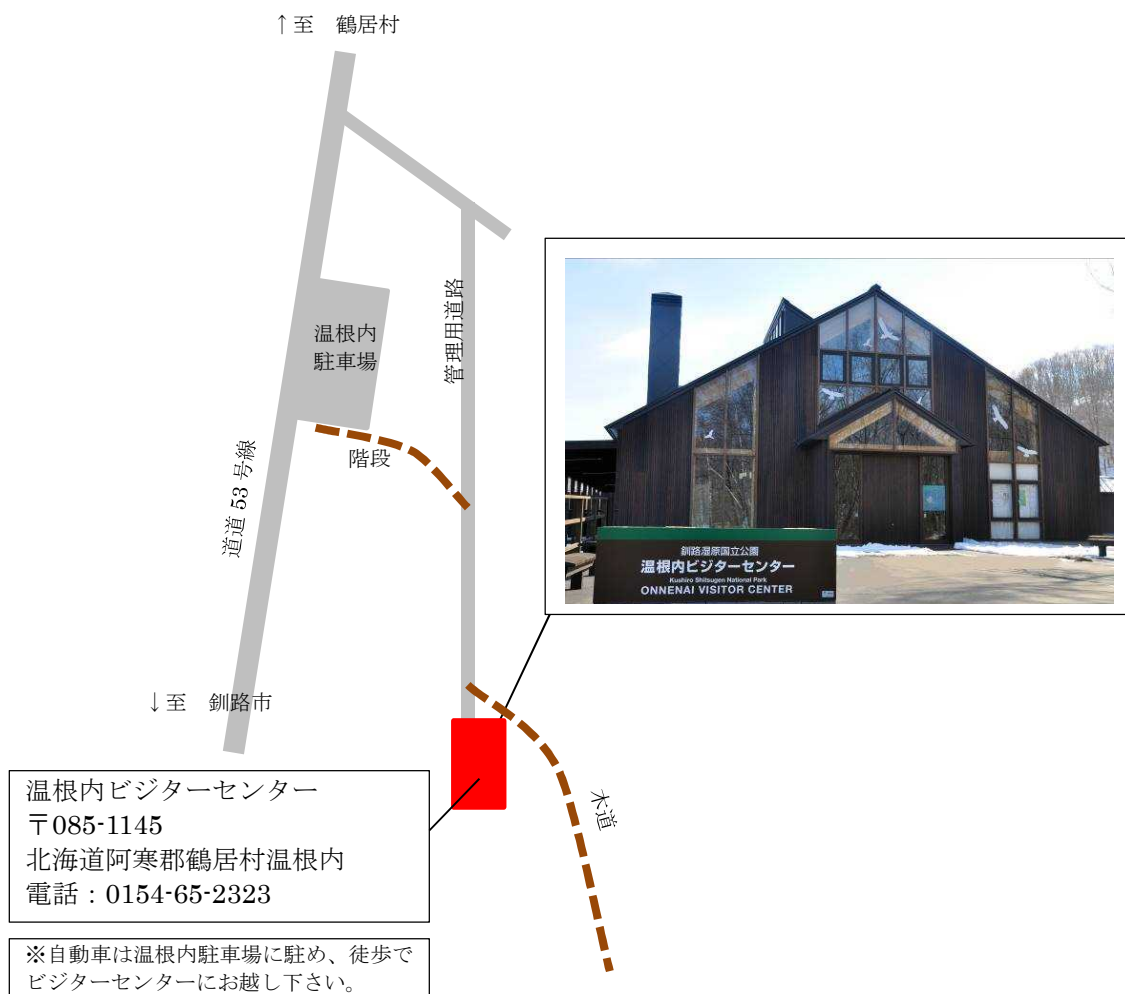 ↑至　鶴居村
温根内
駐車場
管理用道路
階段
道道 53 号線
↓至　釧路市
釧路湿原国立公園
温根内ビジターセンター
Kushiro Shitsugen National Park
ONNENAI VISITOR CENTER
木道
温根内ビジターセンター
〒085-1145
北海道阿寒郡鶴居村温根内
電話：0154-65-2323
※自動車は温根内駐車場に駐め、徒歩で
ビジターセンターにお越し下さい。